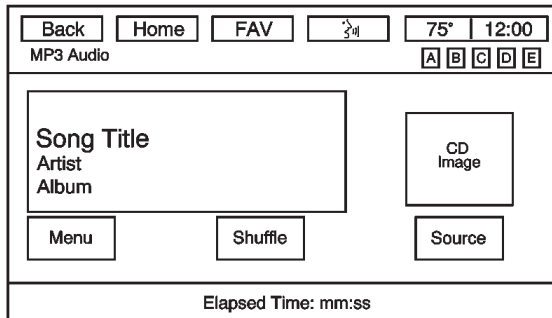 Back Home FAV 75° 12:00
MP3 Audio A B C D E
Song Title
Artist
Album
CD
Image
Menu Shuffle Source
Elapsed Time: mm:ss